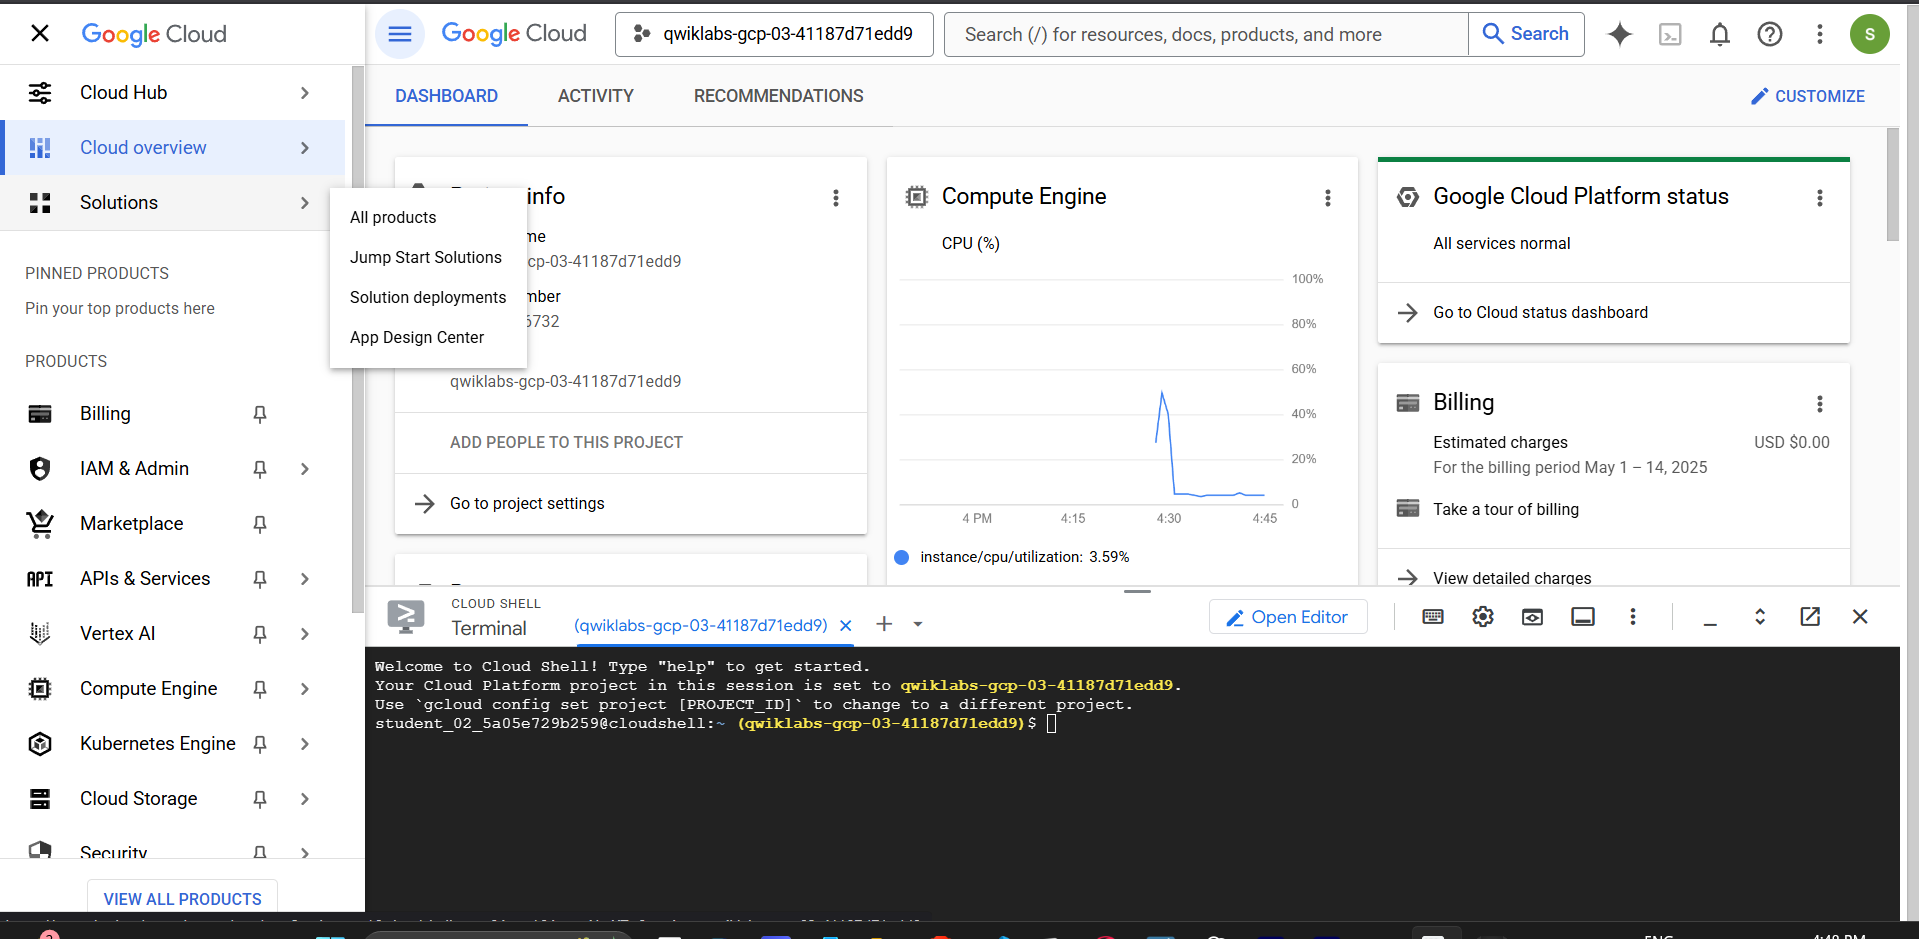 Google Cloud
Cloud Hub
Cloud overview
Solutions
PINNED PRODUCTS
Pin your top products here
PRODUCTS
Billing
IAM & Admin
Marketplace
API APIs & Services
Vertex AI
Compute Engine
Kubernetes Engine
Cloud Storage
Security
VIEW ALL PRODUCTS
All products
Jump Start Solutions
Solution deployments
App Design Center
Google Cloud
qwiklabs-gcp-03-41187d71edd9
Search (/) for resources, docs, products, and more
Search
S
DASHBOARD ACTIVITY RECOMMENDATIONS
CUSTOMIZE
info
me
cp-03-41187d71edd9
mber
6732
qwiklabs-gcp-03-41187d71edd9
ADD PEOPLE TO THIS PROJECT
Go to project settings
Compute Engine
CPU (%)
100%
80%
60%
40%
20%
0
4 PM 4:15 4:30 4:45
instance/cpu/utilization: 3.59%
Google Cloud Platform status
All services normal
Go to Cloud status dashboard
Billing
Estimated charges USD $0.00
For the billing period May 1 – 14, 2025
Take a tour of billing
View detailed charges
CLOUD SHELL
Terminal
(qwiklabs-gcp-03-41187d71edd9)
Open Editor
Welcome to Cloud Shell! Type "help" to get started.
Your Cloud Platform project in this session is set to qwiklabs-gcp-03-41187d71edd9.
Use `gcloud config set project [PROJECT_ID]` to change to a different project.
student_02_5a05e729b259@cloudshell:~ (qwiklabs-gcp-03-41187d71edd9)$